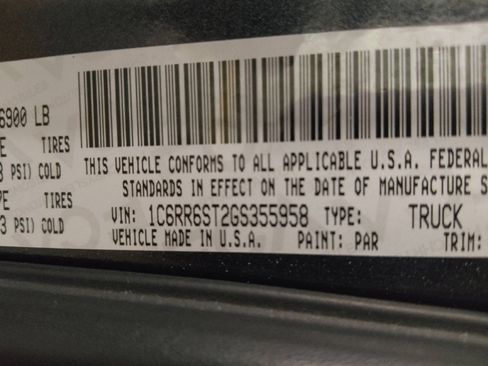 6900 LB
E TIRES
PSI) COLD
THIS VEHICLE CONFORMS TO ALL APPLICABLE U.S.A. FEDERAL
STANDARDS IN EFFECT ON THE DATE OF MANUFACTURE S
E TIRES
3 PSI) COLD
VIN: 1C6RR6ST2GS355958 TYPE: TRUCK
VEHICLE MADE IN U.S.A. PAINT: PAR TRIM: